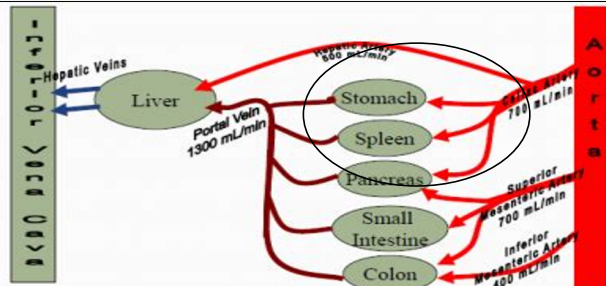 Inferior Vena Cava
Hepatic Veins
Liver
Hepatic Artery
500 mL/min
Portal Vein
1300 mL/min
Stomach
Spleen
Pancreas
Small
Intestine
Colon
Celiac Artery
700 mL/min
Superior
Mesenteric Artery
700 mL/min
Inferior
Mesenteric Artery
400 mL/min
Aorta